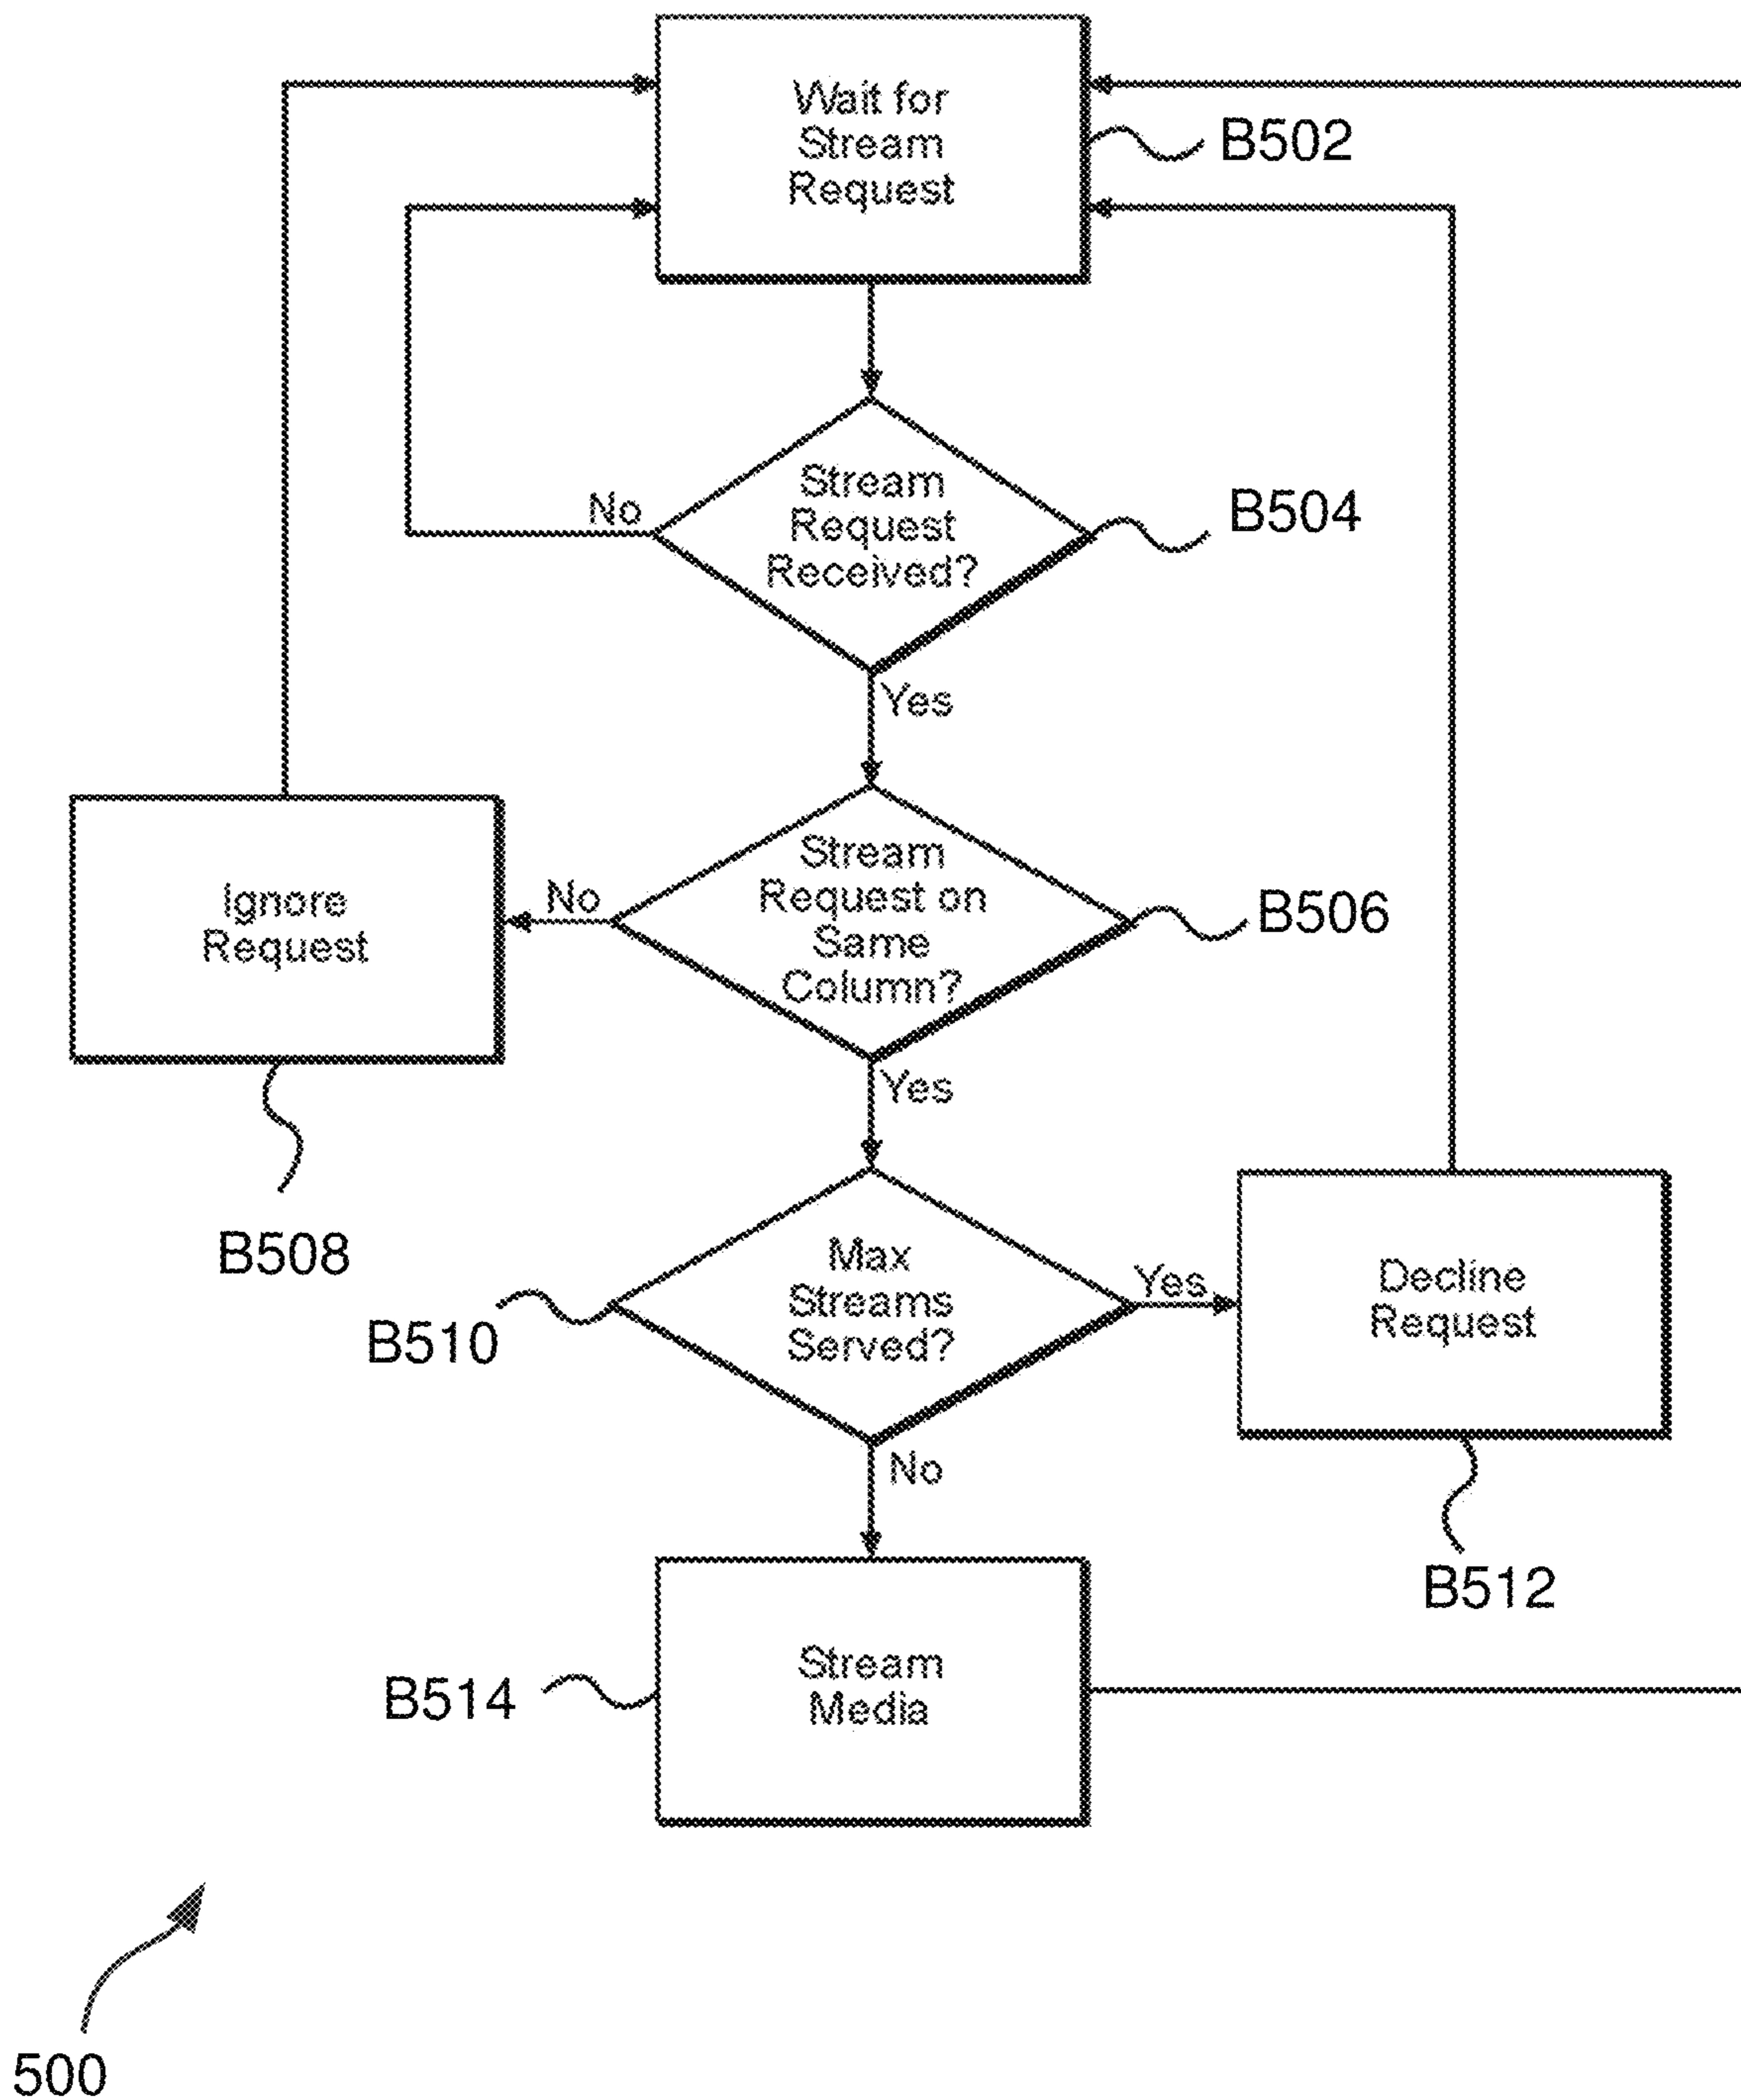 Wait for
Stream
Request
B502
Stream
Request
Received?
No
B504
Yes
Stream
Request on
Same
Column?
No
B506
Ignore
Request
B508
Yes
Max
Streams
Served?
Yes
B510
Decline
Request
B512
No
Stream
Media
B514
500